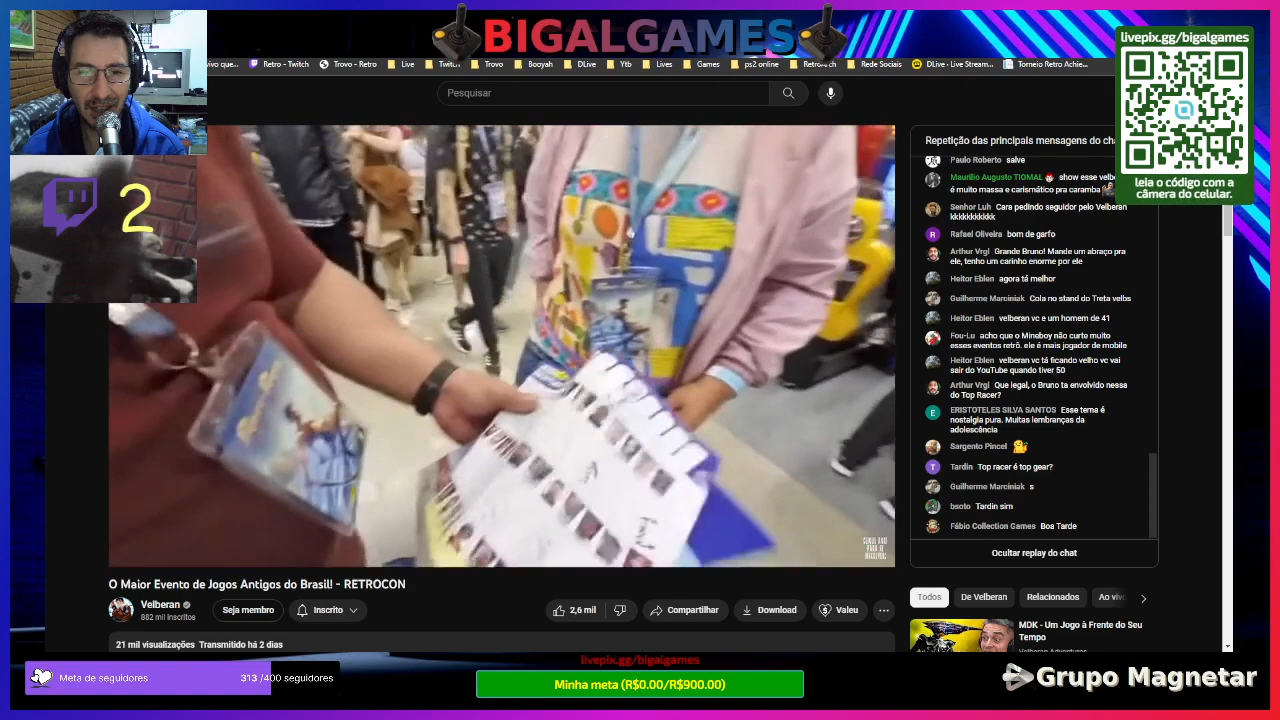 BIGALGAMES
livepix.gg/bigalgames
leia o código com a
câmera do celular.
vivo que...
Retro - Twitch
Trovo - Retro
Live
Twitch
Trovo
Booyah
DLive
Ytb
Lives
Games
ps2 online
RetroArch
Rede Sociais
DLive · Live Stream...
Torneio Retro Achie...
Pesquisar
2
Repetição das principais mensagens do cha
Paulo Roberto salve
Maurilio Augusto TIOMAL show esse velbe
é muito massa e carismático pra caramba
Senhor Luh Cara pedindo seguidor pelo Velberan
kkkkkkkkkkk
Rafael Oliveira bom de garfo
Arthur Vrgl Grande Bruno! Mande um abraço pra
ele, tenho um carinho enorme por ele
Heitor Eblen agora tá melhor
Guilherme Marciniak Cola no stand do Treta velbs
Heitor Eblen velberan vc e um homem de 41
Fou-Lu acho que o Mineboy não curte muito
esses eventos retrô. ele é mais jogador de mobile
Heitor Eblen velberan vc tá ficando velho vc vai
sair do YouTube quando tiver 50
Arthur Vrgl Que legal, o Bruno ta envolvido nessa
do Top Racer?
ERISTOTELES SILVA SANTOS Esse tema é
nostalgia pura. Muitas lembranças da
adolescência
Sargento Pincel
Tardin Top racer é top gear?
Guilherme Marciniak s
bsoto Tardin sim
Fábio Collection Games Boa Tarde
Ocultar replay do chat
O Maior Evento de Jogos Antigos do Brasil! - RETROCON
Velberan
882 mil inscritos
Seja membro
Inscrito
2,6 mil
Compartilhar
Download
Valeu
21 mil visualizações Transmitido há 2 dias
Todos
De Velberan
Relacionados
Ao vivo
MDK - Um Jogo à Frente do Seu
Tempo
Velberan Adventures
Meta de seguidores
313 /400 seguidores
livepix.gg/bigalgames
Minha meta (R$0.00/R$900.00)
Grupo Magnetar